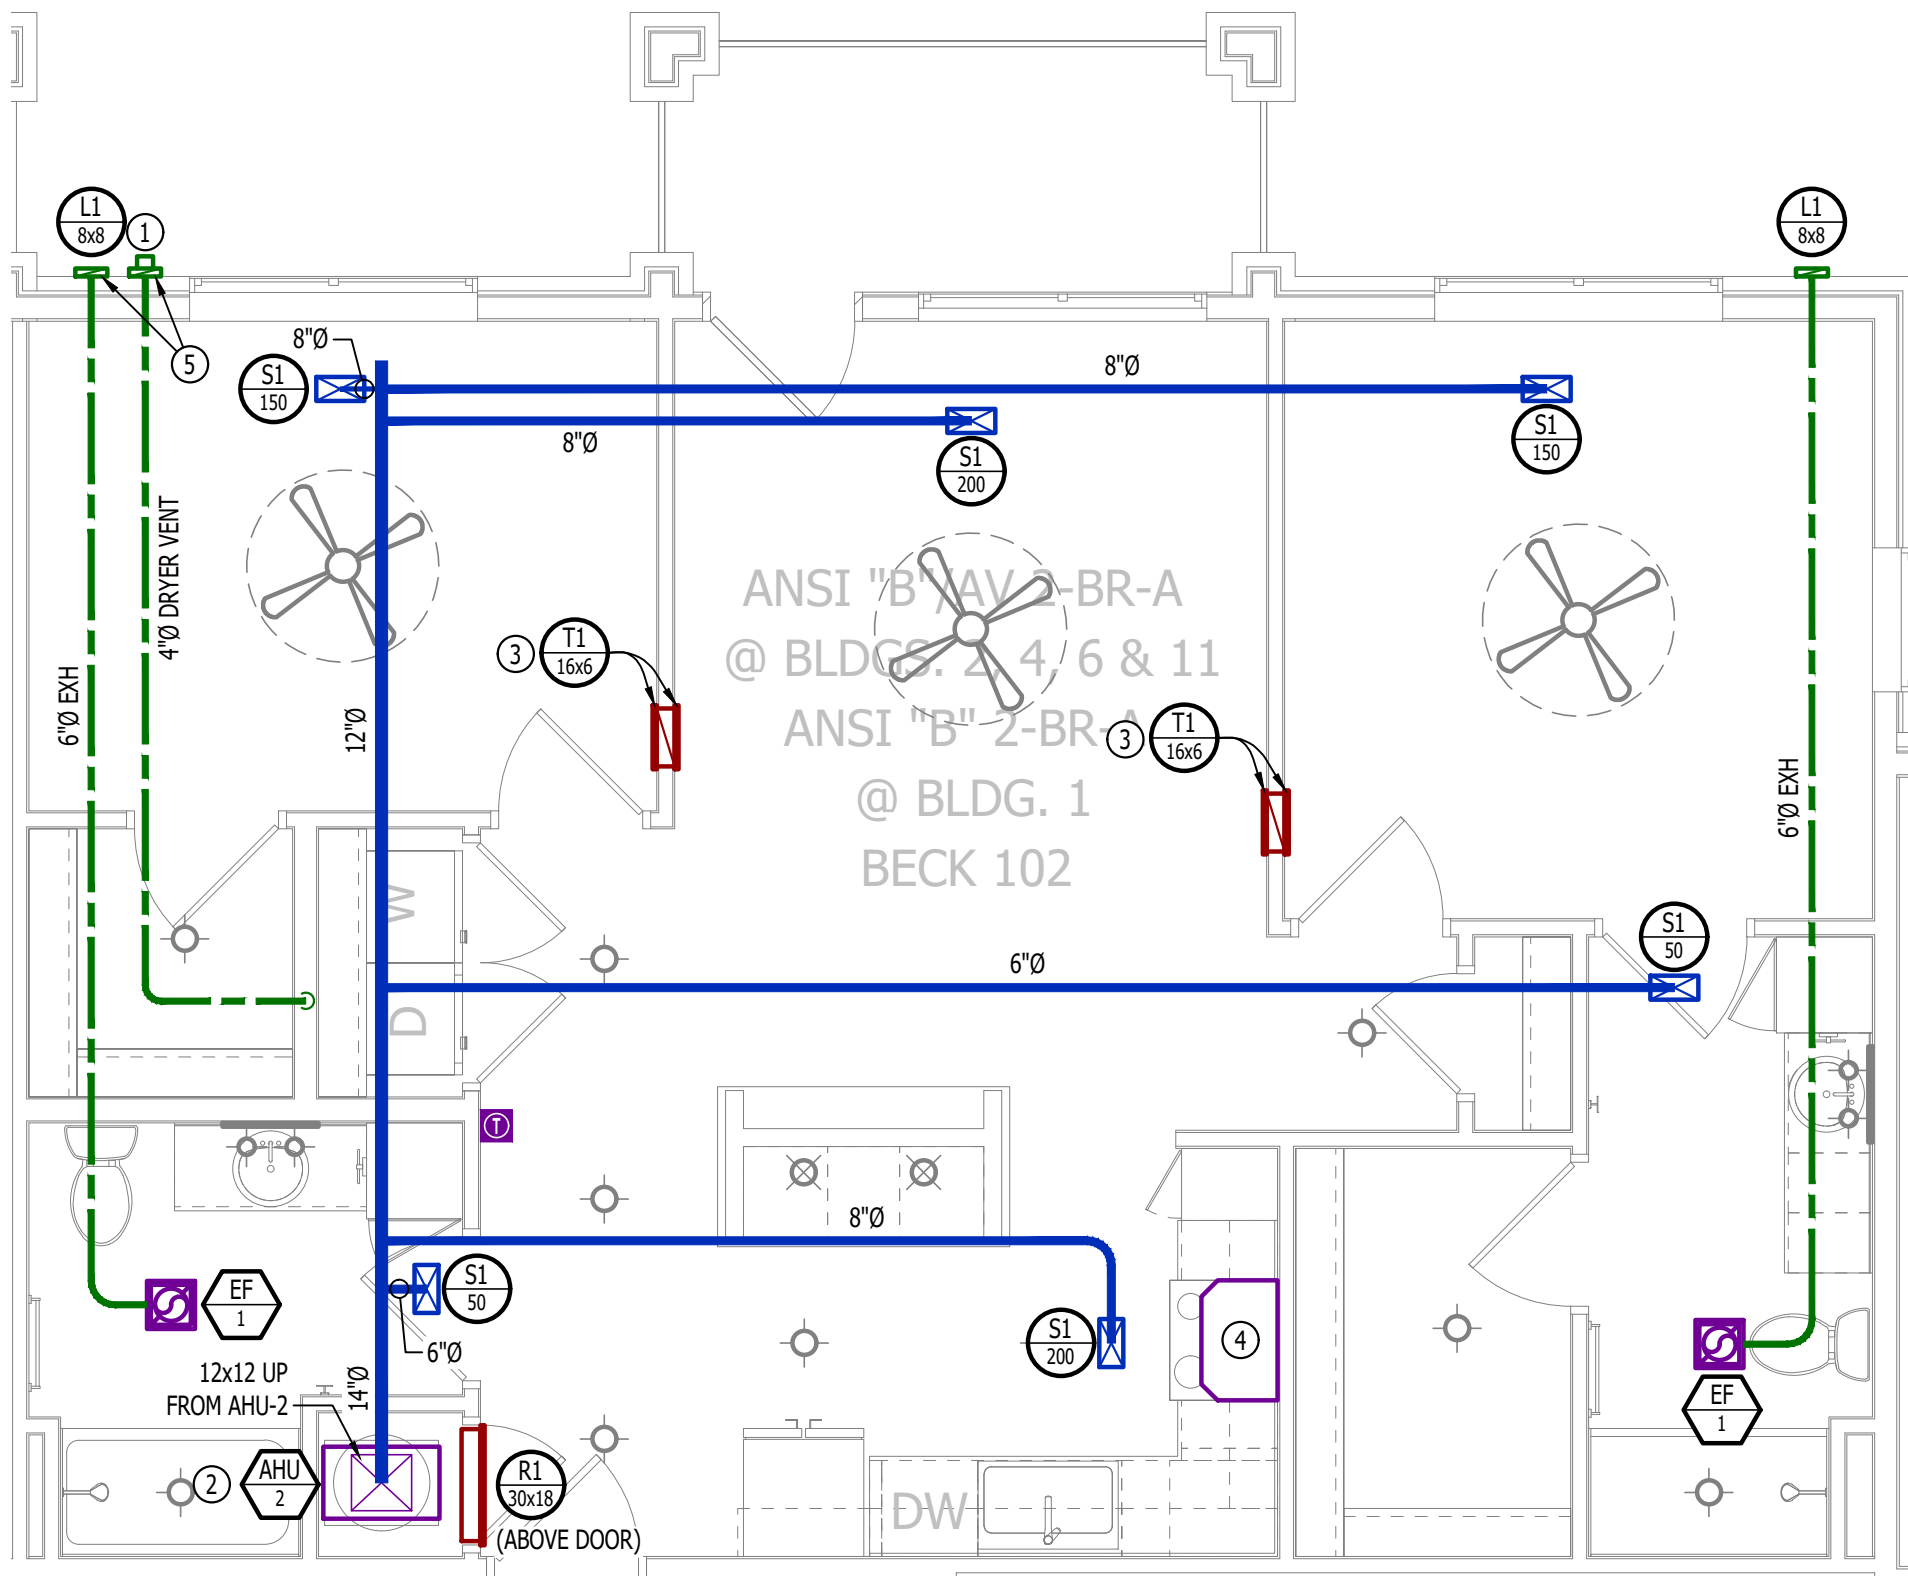 L1
8x8
1
L1
8x8
5
8"Ø
S1
150
8"Ø
S1
150
8"Ø
S1
200
4"Ø DRYER VENT
6"Ø EXH
12"Ø
3
T1
16x6
3
T1
16x6
ANSI "B"/AV 2-BR-A
@ BLDGS. 2, 4, 6 & 11
ANSI "B" 2-BR-A
@ BLDG. 1
BECK 102
6"Ø EXH
W
D
6"Ø
S1
50
T
8"Ø
S1
50
6"Ø
EF
1
S1
200
4
EF
1
12x12 UP
FROM AHU-2
14"Ø
2
AHU
2
R1
30x18
(ABOVE DOOR)
DW